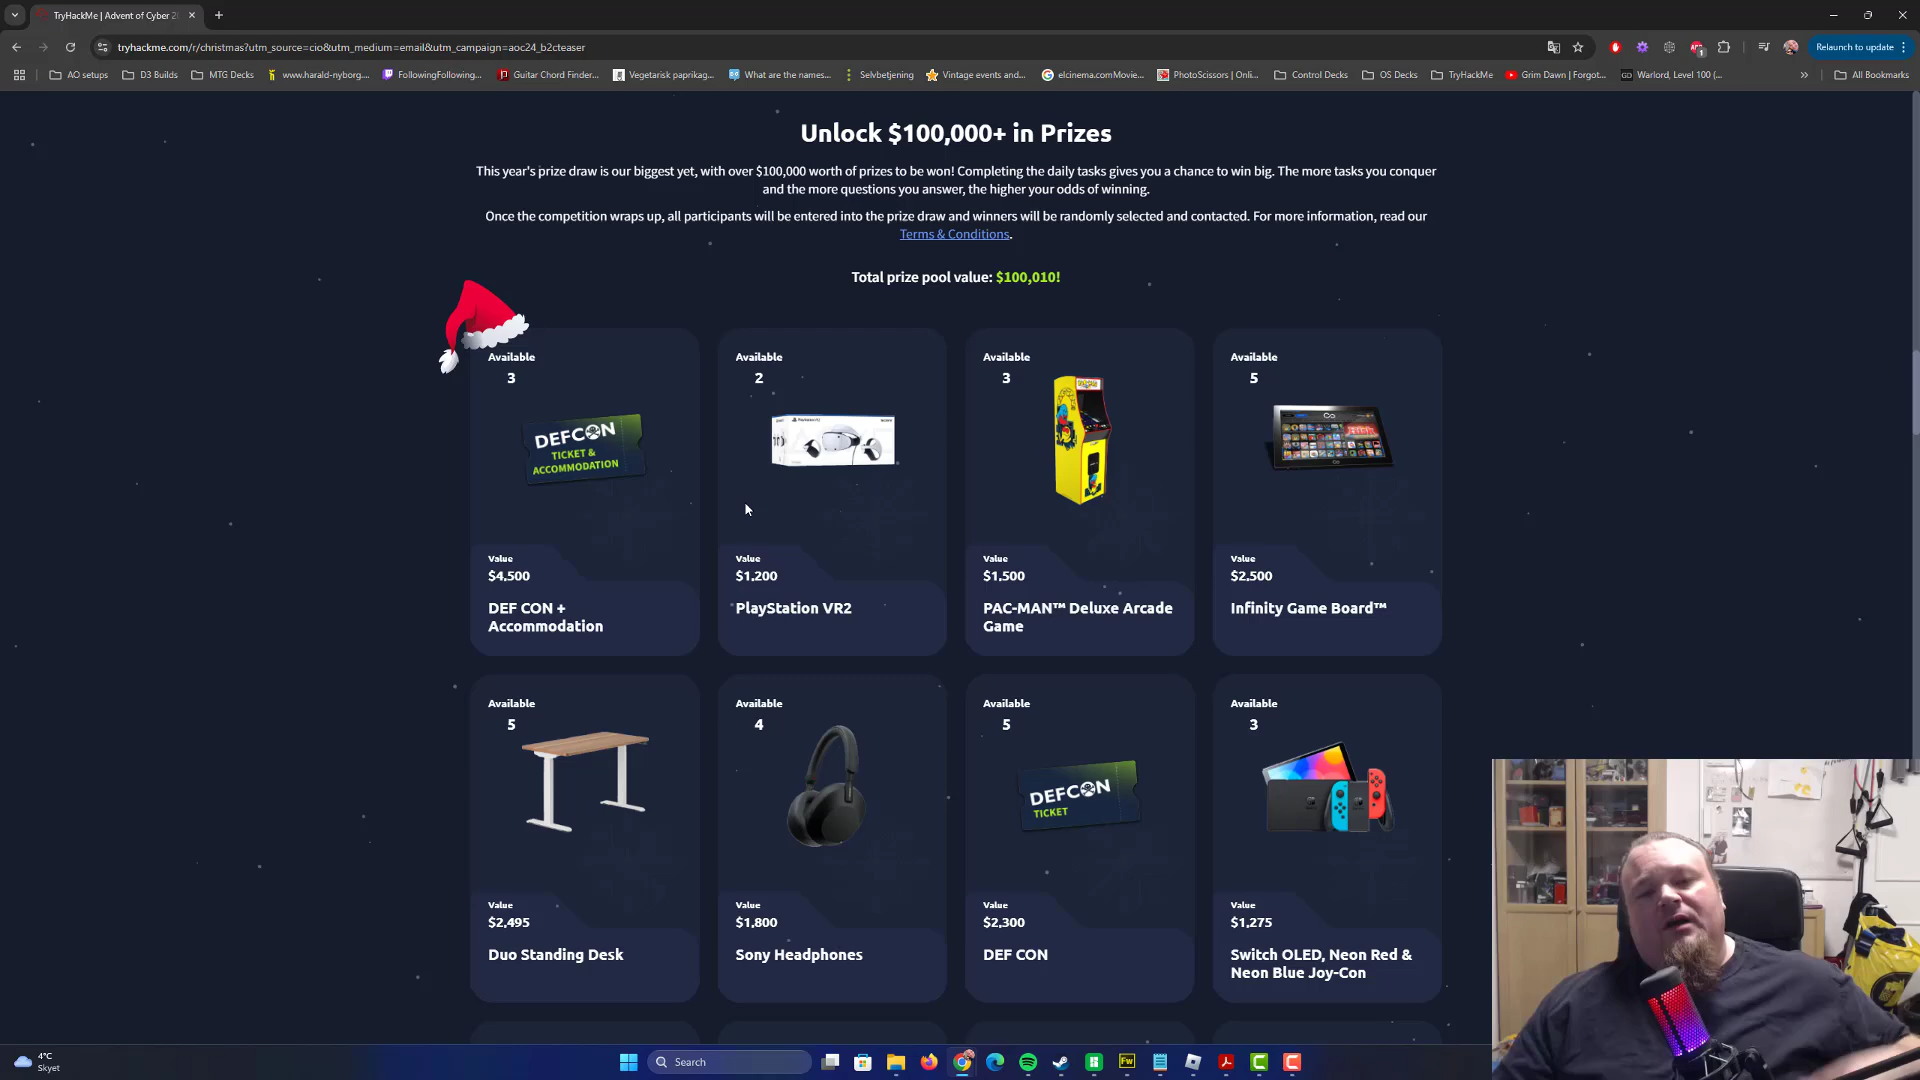 TryHackMe | Advent of Cyber 2
tryhackme.com/r/christmas?utm_source=cio&utm_medium=email&utm_campaign=aoc24_b2cteaser
Relaunch to update
AO setups
D3 Builds
MTG Decks
www.harald-nyborg....
FollowingFollowing...
Guitar Chord Finder...
Vegetarisk paprikag...
What are the names...
Selvbetjening
Vintage events and...
elcinema.comMovie...
PhotoScissors | Onli...
Control Decks
OS Decks
TryHackMe
Grim Dawn | Forgot...
Warlord, Level 100 (...
All Bookmarks
Unlock $100,000+ in Prizes
This year's prize draw is our biggest yet, with over $100,000 worth of prizes to be won! Completing the daily tasks gives you a chance to win big. The more tasks you conquer
and the more questions you answer, the higher your odds of winning.
Once the competition wraps up, all participants will be entered into the prize draw and winners will be randomly selected and contacted. For more information, read our
Terms & Conditions.
Total prize pool value: $100,010!
Available
3
DEFCON
TICKET &
ACCOMMODATION
Value
$4,500
DEF CON +
Accommodation
Available
2
Value
$1,200
PlayStation VR2
Available
3
Value
$1,500
PAC-MAN™ Deluxe Arcade
Game
Available
5
Value
$2,500
Infinity Game Board™
Available
5
Value
$2,495
Duo Standing Desk
Available
4
Value
$1,800
Sony Headphones
Available
5
DEFCON
TICKET
Value
$2,300
DEF CON
Available
3
Value
$1,275
Switch OLED, Neon Red &
Neon Blue Joy-Con
4°C
Skyet
Search